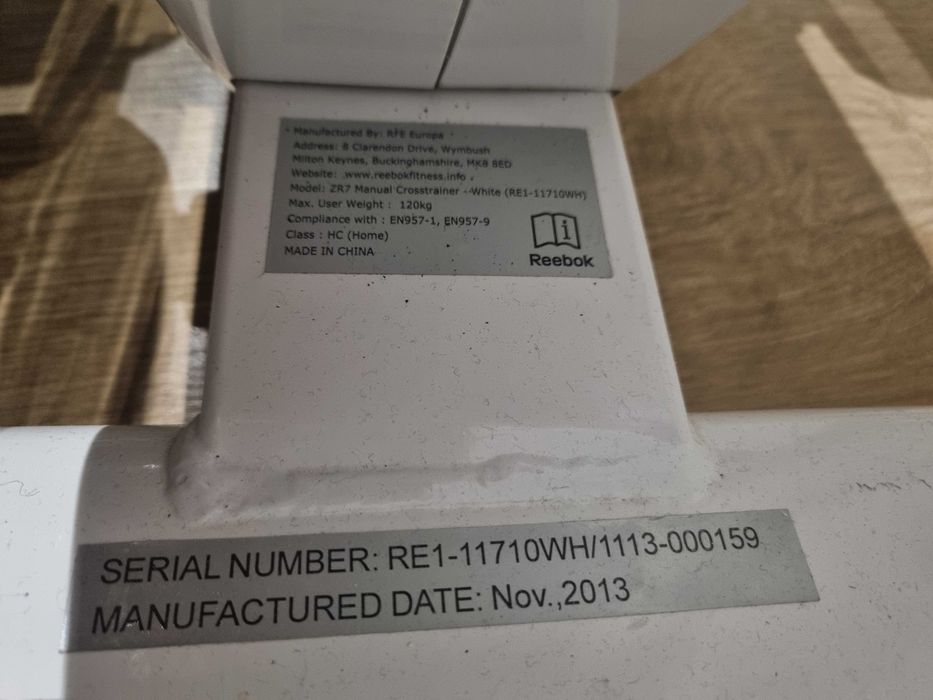 Manufactured By: RFE Europa
Address: 8 Clarendon Drive, Wymbush
Milton Keynes, Buckinghamshire, MK8 8ED
Website: www.reebokfitness.info
Model: ZR7 Manual Crosstrainer - White (RE1-11710WH)
Max. User Weight : 120kg
Compliance with : EN957-1, EN957-9
Class : HC (Home)
MADE IN CHINA
i
Reebok
SERIAL NUMBER: RE1-11710WH/1113-000159
MANUFACTURED DATE: Nov.,2013